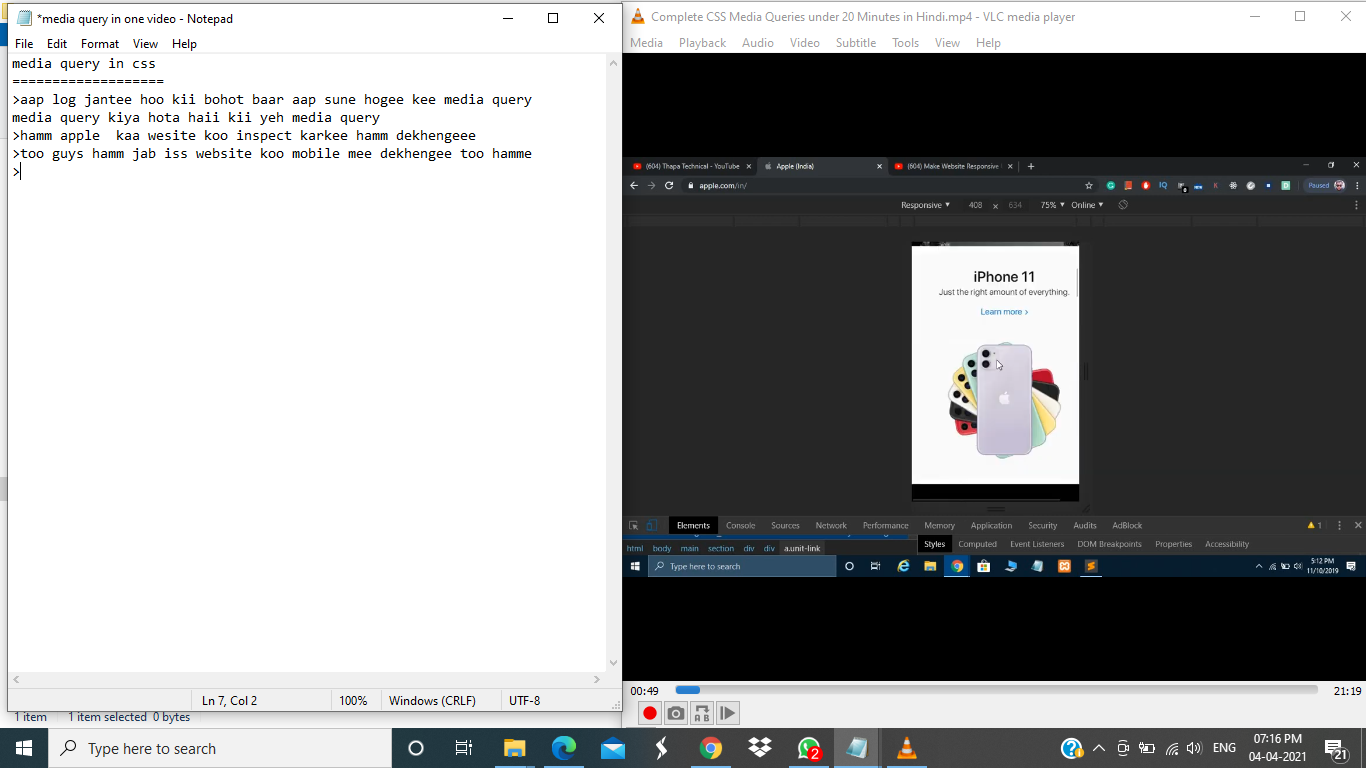 *media query in one video - Notepad
File Edit Format View Help
media query in css
===================
>aap log jantee hoo kii bohot baar aap sune hogee kee media query
media query kiya hota haii kii yeh media query
>hamm apple  kaa wesite koo inspect karkee hamm dekhengeee
>too guys hamm jab iss website koo mobile mee dekhengee too hamme
>
Ln 7, Col 2 100% Windows (CRLF) UTF-8
1 item 1 item selected 0 bytes
Complete CSS Media Queries under 20 Minutes in Hindi.mp4 - VLC media player
Media Playback Audio Video Subtitle Tools View Help
(604) Thapa Technical - YouTube Apple (India) (604) Make Website Responsive
apple.com/in/ Paused
Responsive 408 x 634 75% Online
iPhone 11
Just the right amount of everything.
Learn more >
Elements Console Sources Network Performance Memory Application Security Audits AdBlock 1
html body main section div div a.unit-link
Styles Computed Event Listeners DOM Breakpoints Properties Accessibility
Type here to search
5:12 PM
11/10/2019
00:49 21:19
Type here to search
2
ENG
07:16 PM
04-04-2021
21